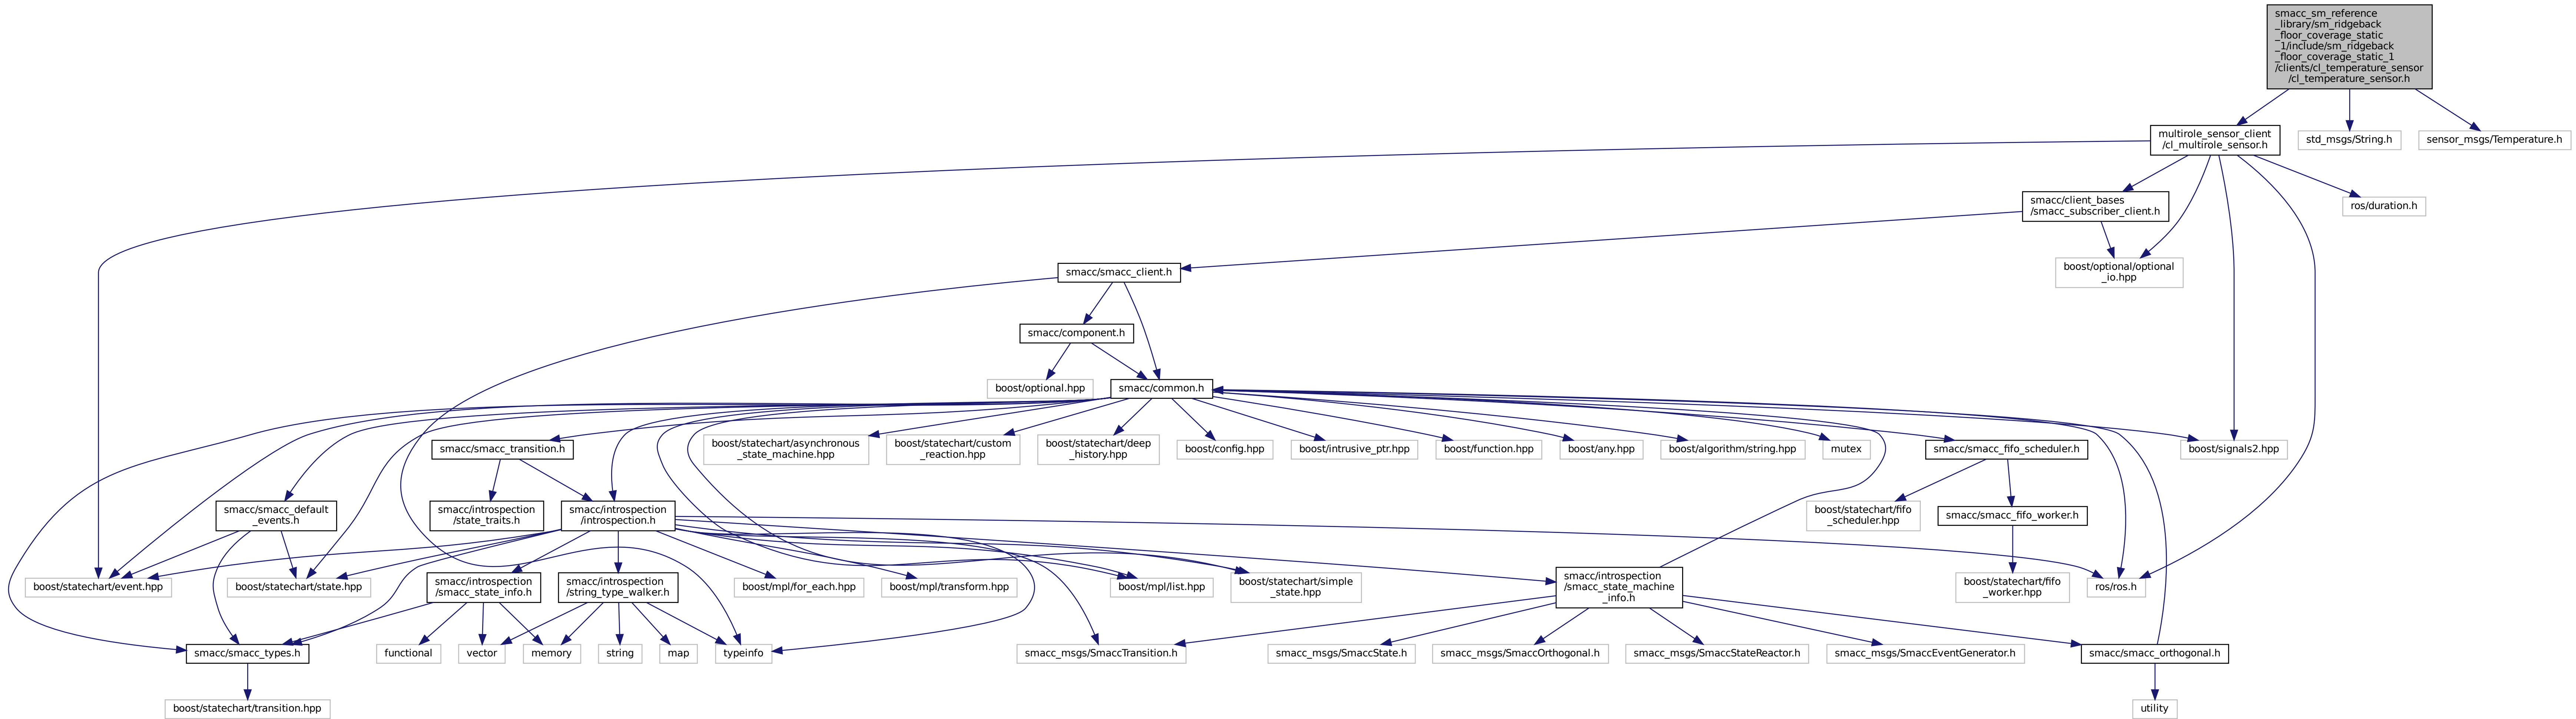 smacc_sm_reference
_library/sm_ridgeback
_floor_coverage_static
_1/include/sm_ridgeback
_floor_coverage_static_1
/clients/cl_temperature_sensor
/cl_temperature_sensor.h
multirole_sensor_client
/cl_multirole_sensor.h
std_msgs/String.h
sensor_msgs/Temperature.h
smacc/client_bases
/smacc_subscriber_client.h
ros/duration.h
smacc/smacc_client.h
boost/optional/optional
_io.hpp
smacc/component.h
boost/optional.hpp
smacc/common.h
smacc/smacc_transition.h
boost/statechart/asynchronous
_state_machine.hpp
boost/statechart/custom
_reaction.hpp
boost/statechart/deep
_history.hpp
boost/config.hpp
boost/intrusive_ptr.hpp
boost/function.hpp
boost/any.hpp
boost/algorithm/string.hpp
mutex
smacc/smacc_fifo_scheduler.h
boost/signals2.hpp
smacc/smacc_default
_events.h
smacc/introspection
/state_traits.h
smacc/introspection
/introspection.h
boost/statechart/fifo
_scheduler.hpp
smacc/smacc_fifo_worker.h
boost/statechart/event.hpp
boost/statechart/state.hpp
smacc/introspection
/smacc_state_info.h
smacc/introspection
/string_type_walker.h
boost/mpl/for_each.hpp
boost/mpl/transform.hpp
boost/mpl/list.hpp
boost/statechart/simple
_state.hpp
smacc/introspection
/smacc_state_machine
_info.h
boost/statechart/fifo
_worker.hpp
ros/ros.h
smacc/smacc_types.h
functional
vector
memory
string
map
typeinfo
smacc_msgs/SmaccTransition.h
smacc_msgs/SmaccState.h
smacc_msgs/SmaccOrthogonal.h
smacc_msgs/SmaccStateReactor.h
smacc_msgs/SmaccEventGenerator.h
smacc/smacc_orthogonal.h
boost/statechart/transition.hpp
utility